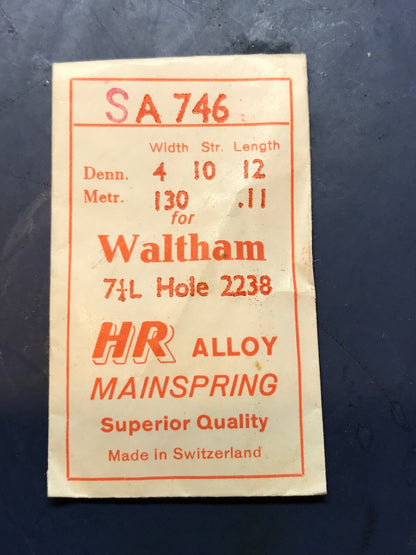 SA 746
Width Str. Length
Denn. 4 10 12
Metr. 130 .11
for
Waltham
7¼L Hole 2238
HR ALLOY
MAINSPRING
Superior Quality
Made in Switzerland